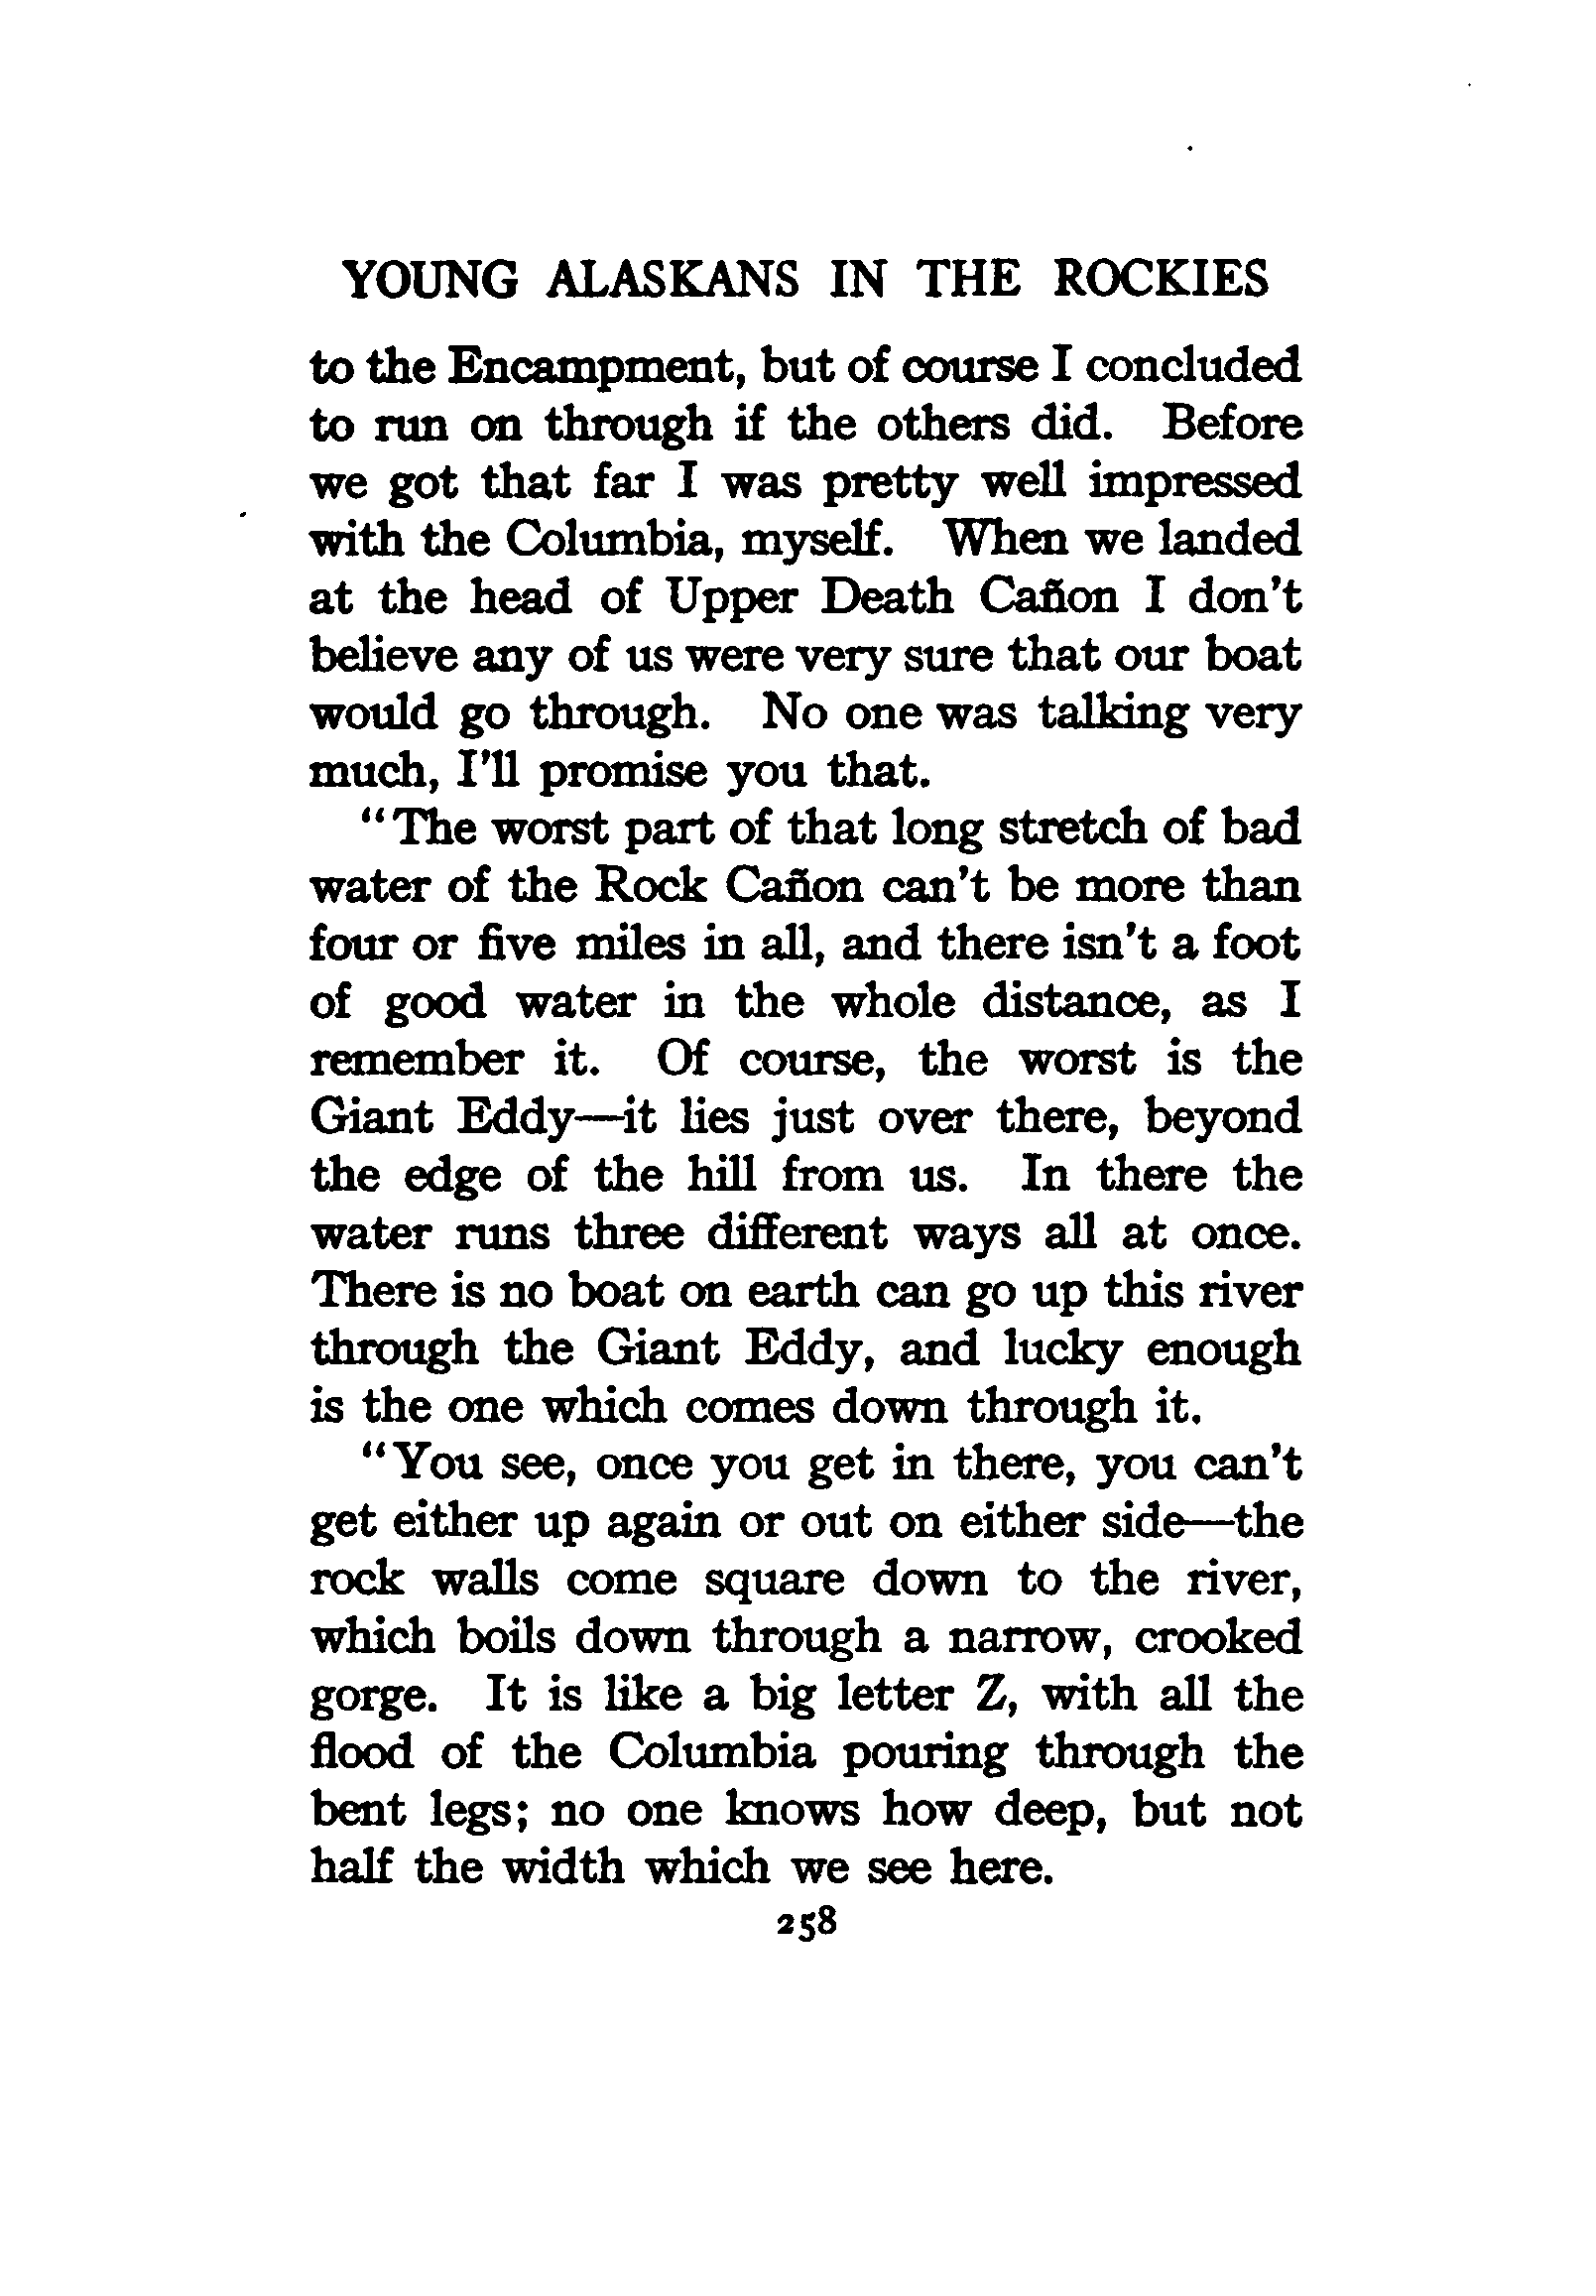 YOUNG ALASKANS IN THE ROCKIES
to the Encampment, but of course I concluded
to run on through if the others did. Before
we got that far I was pretty well impressed
with the Columbia, myself. When we landed
at the head of Upper Death Cañon I don't
believe any of us were very sure that our boat
would go through. No one was talking very
much, I'll promise you that.
"The worst part of that long stretch of bad
water of the Rock Cañon can't be more than
four or five miles in all, and there isn't a foot
of good water in the whole distance, as I
remember it. Of course, the worst is the
Giant Eddy—it lies just over there, beyond
the edge of the hill from us. In there the
water runs three different ways all at once.
There is no boat on earth can go up this river
through the Giant Eddy, and lucky enough
is the one which comes down through it.
"You see, once you get in there, you can't
get either up again or out on either side—the
rock walls come square down to the river,
which boils down through a narrow, crooked
gorge. It is like a big letter Z, with all the
flood of the Columbia pouring through the
bent legs; no one knows how deep, but not
half the width which we see here.
258